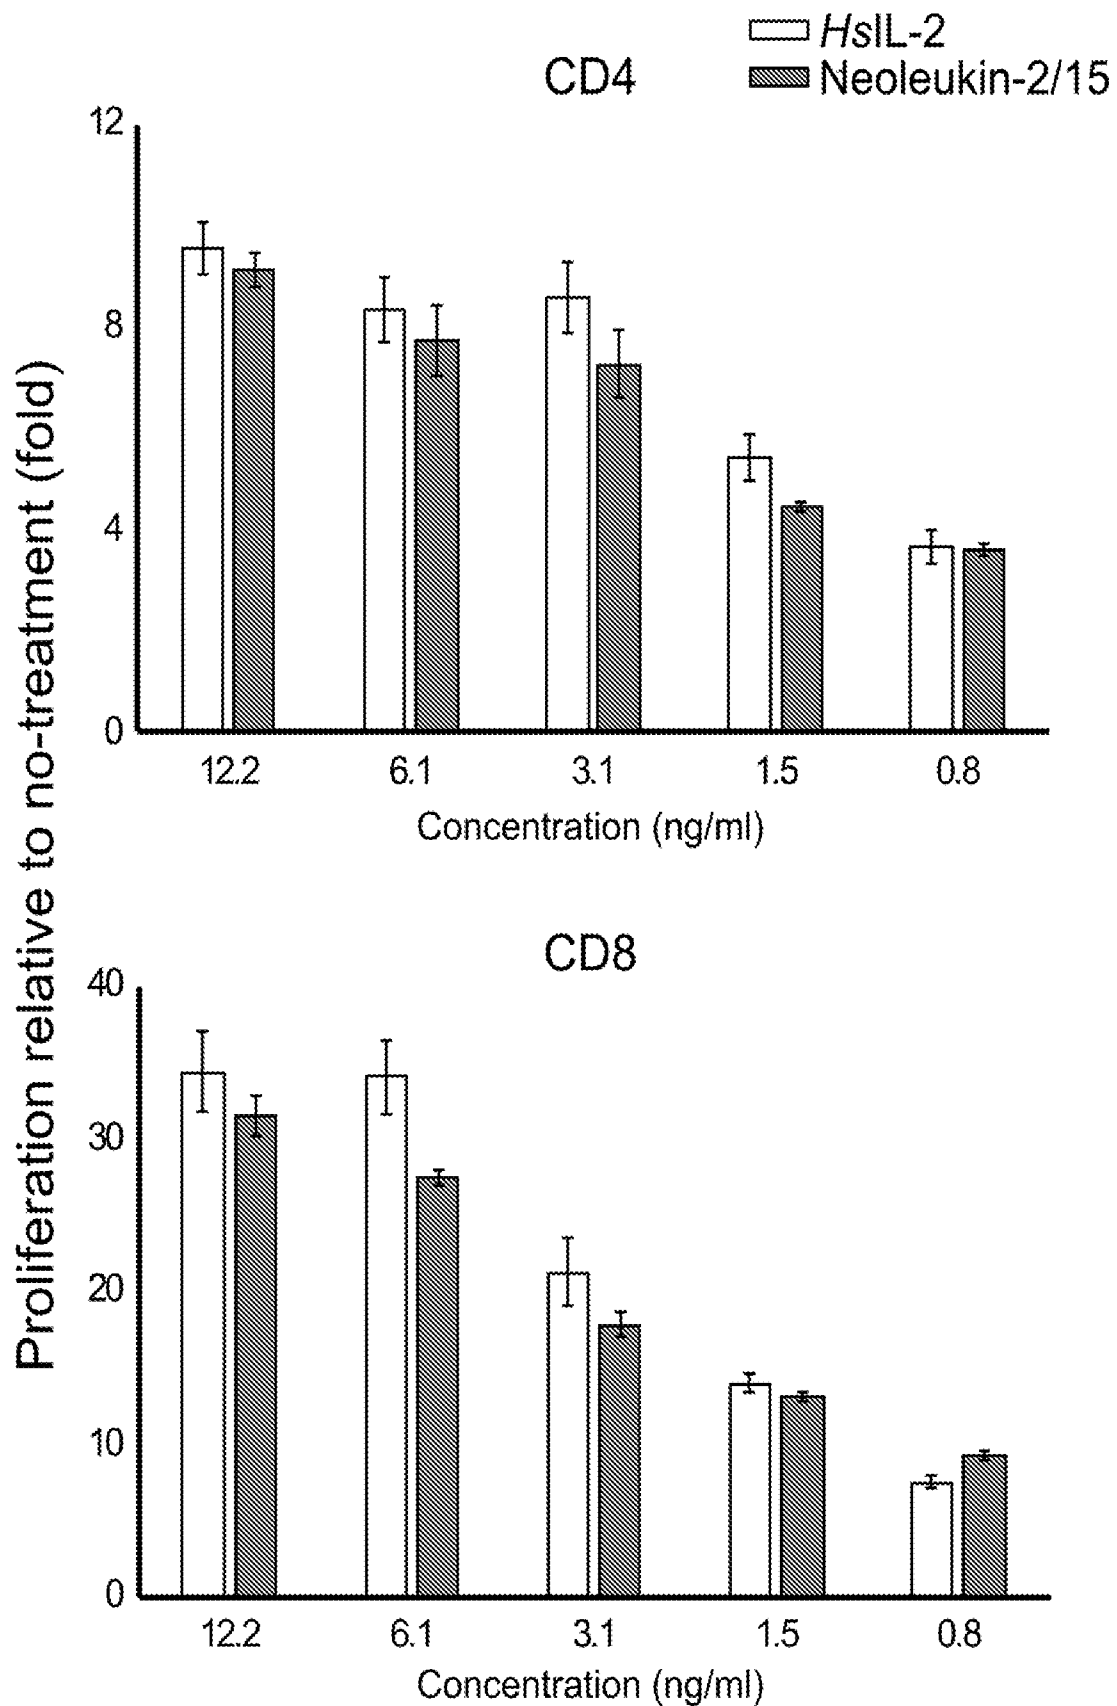 HsIL-2
Neoleukin-2/15
CD4
Proliferation relative to no-treatment (fold)
12
8
4
0
12.2 6.1 3.1 1.5 0.8
Concentration (ng/ml)
CD8
40
30
20
10
0
12.2 6.1 3.1 1.5 0.8
Concentration (ng/ml)